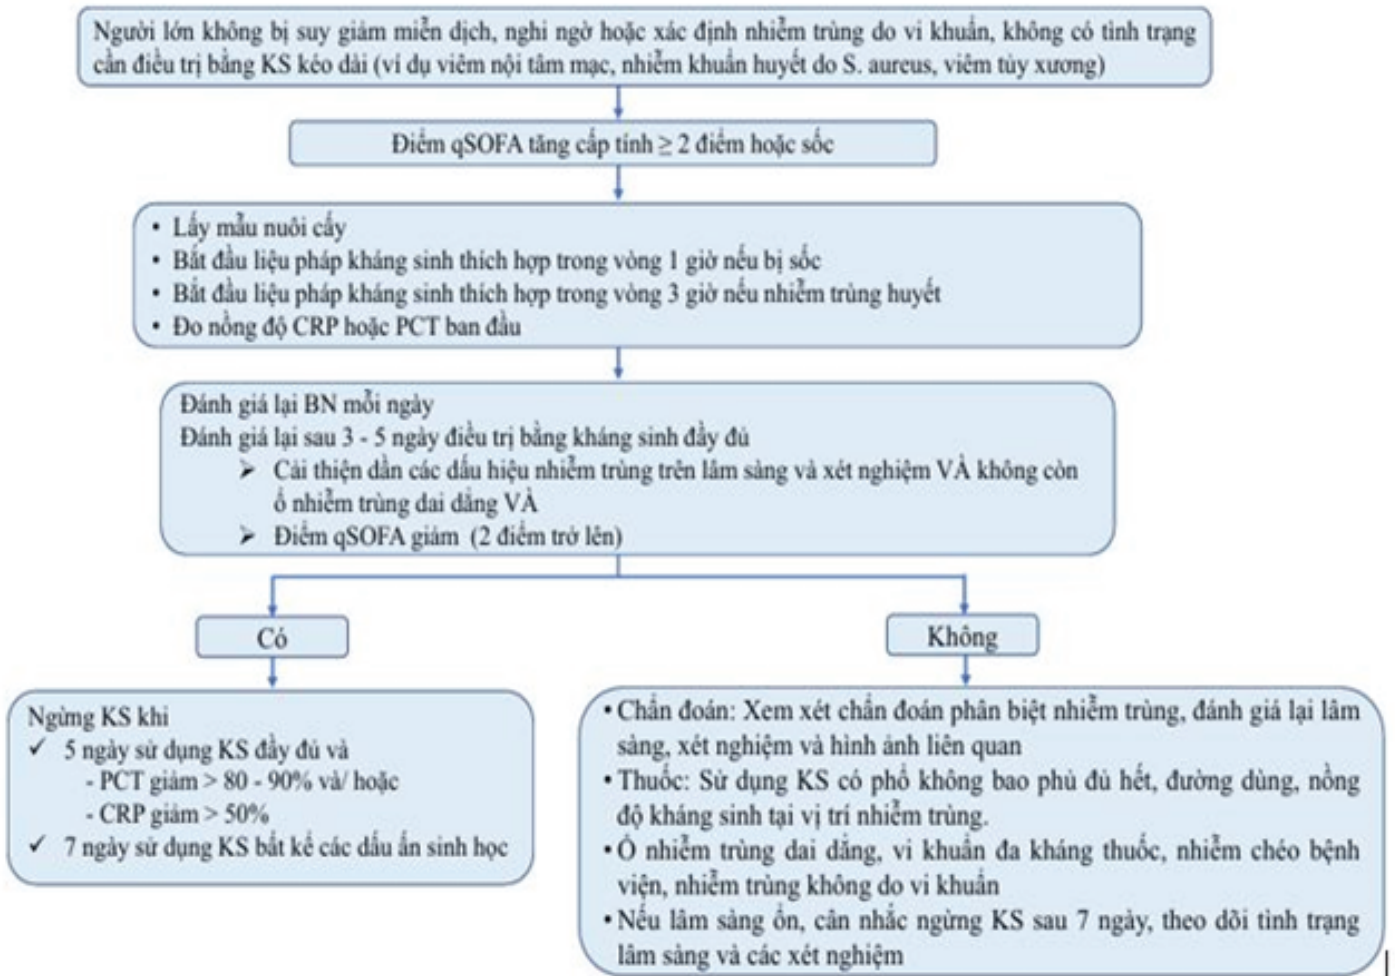 Người lớn không bị suy giảm miễn dịch, nghi ngờ hoặc xác định nhiễm trùng do vi khuẩn, không có tình trạng
cần điều trị bằng KS kéo dài (ví dụ viêm nội tâm mạc, nhiễm khuẩn huyết do S. aureus, viêm tủy xương)
Điểm qSOFA tăng cấp tính ≥ 2 điểm hoặc sốc
• Lấy mẫu nuôi cấy
• Bắt đầu liệu pháp kháng sinh thích hợp trong vòng 1 giờ nếu bị sốc
• Bắt đầu liệu pháp kháng sinh thích hợp trong vòng 3 giờ nếu nhiễm trùng huyết
• Đo nồng độ CRP hoặc PCT ban đầu
Đánh giá lại BN mỗi ngày
Đánh giá lại sau 3 - 5 ngày điều trị bằng kháng sinh đầy đủ
➢ Cải thiện dần các dấu hiệu nhiễm trùng trên lâm sàng và xét nghiệm VÀ không còn
ổ nhiễm trùng dai dẳng VÀ
➢ Điểm qSOFA giảm (2 điểm trở lên)
Có
Ngừng KS khi
✓ 5 ngày sử dụng KS đầy đủ và
- PCT giảm > 80 - 90% và/ hoặc
- CRP giảm > 50%
✓ 7 ngày sử dụng KS bất kể các dấu ấn sinh học
Không
• Chẩn đoán: Xem xét chẩn đoán phân biệt nhiễm trùng, đánh giá lại lâm
sàng, xét nghiệm và hình ảnh liên quan
• Thuốc: Sử dụng KS có phổ không bao phủ đủ hết, đường dùng, nồng
độ kháng sinh tại vị trí nhiễm trùng.
• Ổ nhiễm trùng dai dẳng, vi khuẩn đa kháng thuốc, nhiễm chéo bệnh
viện, nhiễm trùng không do vi khuẩn
• Nếu lâm sàng ổn, cân nhắc ngừng KS sau 7 ngày, theo dõi tình trạng
lâm sàng và các xét nghiệm